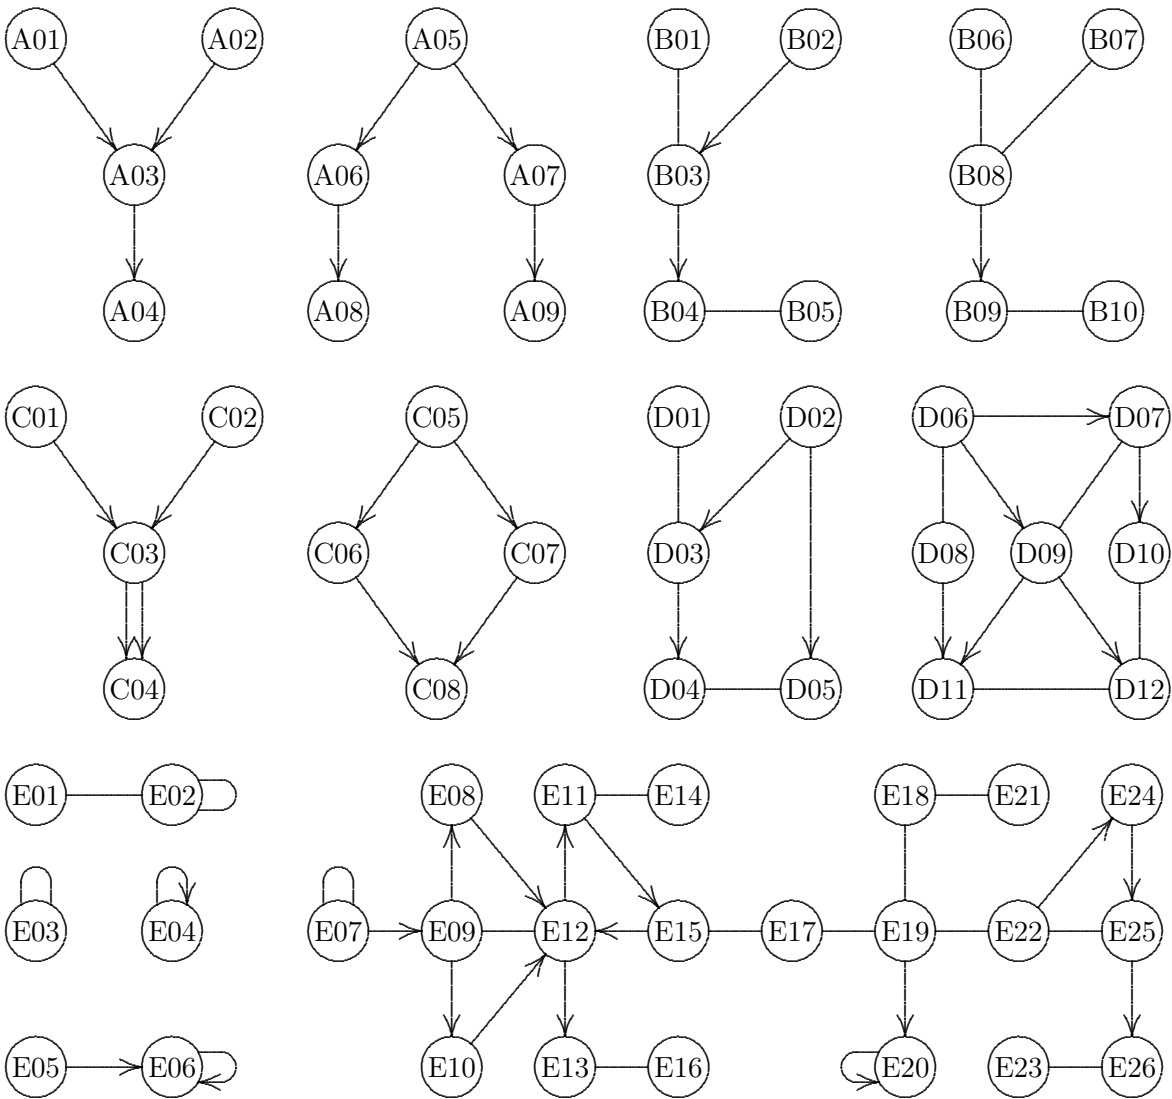 A01 A02 A05 B01 B02 B06 B07
A03 A06 A07 B03 B08
A04 A08 A09 B04 B05 B09 B10
C01 C02 C05 D01 D02 D06 D07
C03 C06 C07 D03 D08 D09 D10
C04 C08 D04 D05 D11 D12
E01 E02 E08 E11 E14 E18 E21 E24
E03 E04 E07 E09 E12 E15 E17 E19 E22 E25
E05 E06 E10 E13 E16 E20 E23 E26